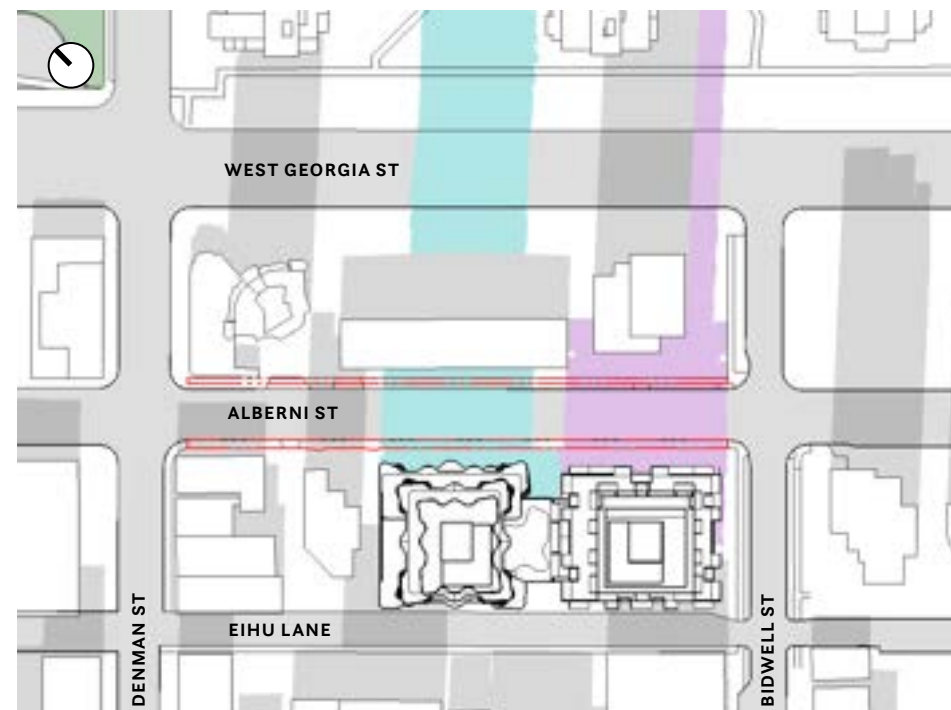 WEST GEORGIA ST
ALBERNI ST
EIHU LANE
DENMAN ST
BIDWELL ST